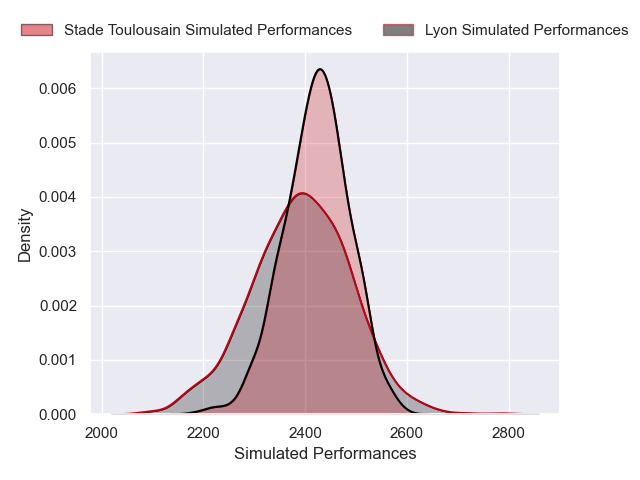 Stade Toulousain Simulated Performances
Lyon Simulated Performances
0.006
0.005
0.004
0.003
0.002
0.001
0.000
Density
2000 2200 2400 2600 2800
Simulated Performances